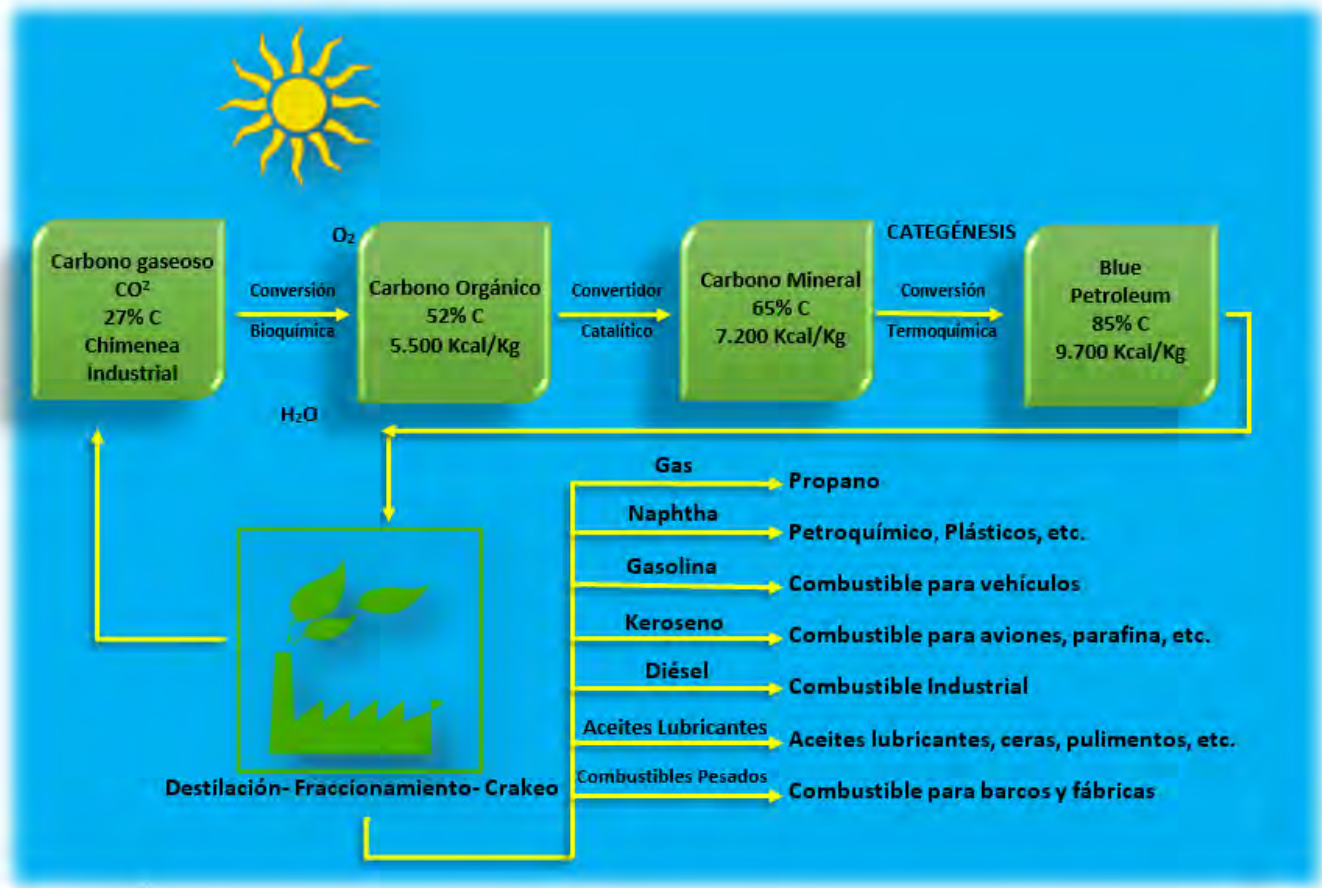 Carbono gaseoso
CO²
27% C
Chimenea
Industrial
Conversión
Bioquímica
O₂
H₂O
Carbono Orgánico
52% C
5.500 Kcal/Kg
Convertidor
Catalítico
Carbono Mineral
65% C
7.200 Kcal/Kg
CATEGÉNESIS
Conversión
Termoquímica
Blue
Petroleum
85% C
9.700 Kcal/Kg
Destilación- Fraccionamiento- Crakeo
Gas
Propano
Naphtha
Petroquímico, Plásticos, etc.
Gasolina
Combustible para vehículos
Keroseno
Combustible para aviones, parafina, etc.
Diésel
Combustible Industrial
Aceites Lubricantes
Aceites lubricantes, ceras, pulimentos, etc.
Combustibles Pesados
Combustible para barcos y fábricas